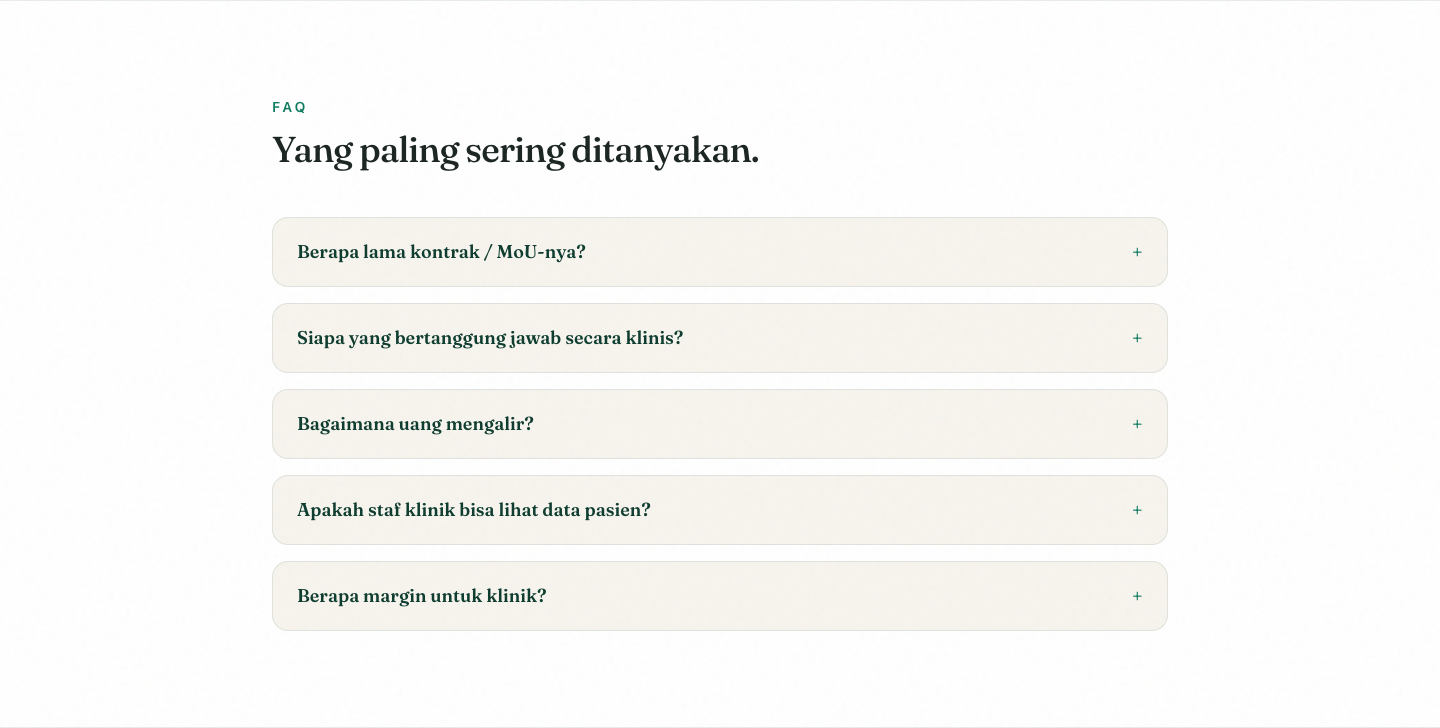 FAQ
Yang paling sering ditanyakan.
Berapa lama kontrak / MoU-nya?
+
Siapa yang bertanggung jawab secara klinis?
+
Bagaimana uang mengalir?
+
Apakah staf klinik bisa lihat data pasien?
+
Berapa margin untuk klinik?
+